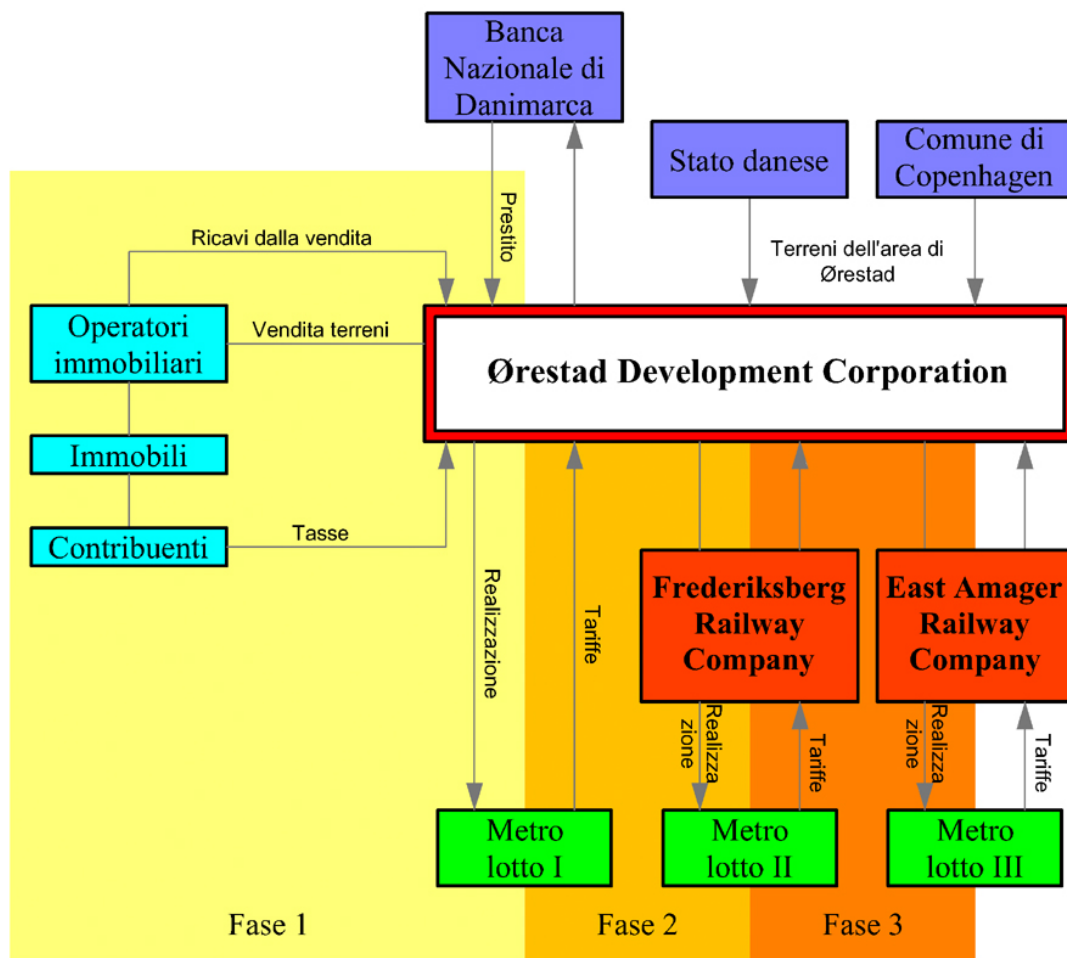 Banca
Nazionale di
Danimarca
Stato danese
Comune di
Copenhagen
Prestito
Ricavi dalla vendita
Terreni dell'area di
Ørestad
Operatori
immobiliari
Vendita terreni
Ørestad Development Corporation
Immobili
Contribuenti
Tasse
Realizzazione
Tariffe
Frederiksberg
Railway
Company
East Amager
Railway
Company
Realizza
zione
Tariffe
Realizza
zione
Tariffe
Metro
lotto I
Metro
lotto II
Metro
lotto III
Fase 1
Fase 2
Fase 3